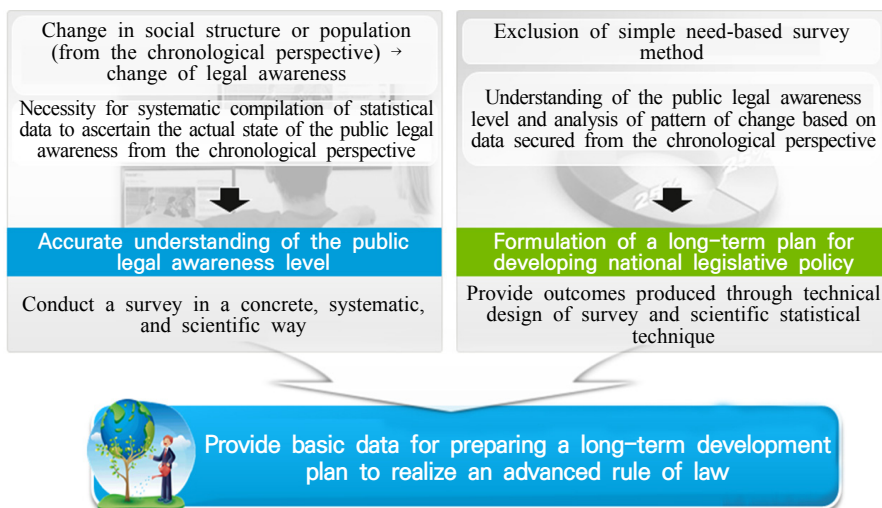 Change in social structure or population
(from the chronological perspective) →
change of legal awareness
Necessity for systematic compilation of statistical
data to ascertain the actual state of the public legal
awareness from the chronological perspective
Accurate understanding of the public
legal awareness level
Conduct a survey in a concrete, systematic,
and scientific way
Exclusion of simple need-based survey
method
Understanding of the public legal awareness
level and analysis of pattern of change based on
data secured from the chronological perspective
25%
25%
Formulation of a long-term plan for
developing national legislative policy
Provide outcomes produced through technical
design of survey and scientific statistical
technique
Provide basic data for preparing a long-term development
plan to realize an advanced rule of law